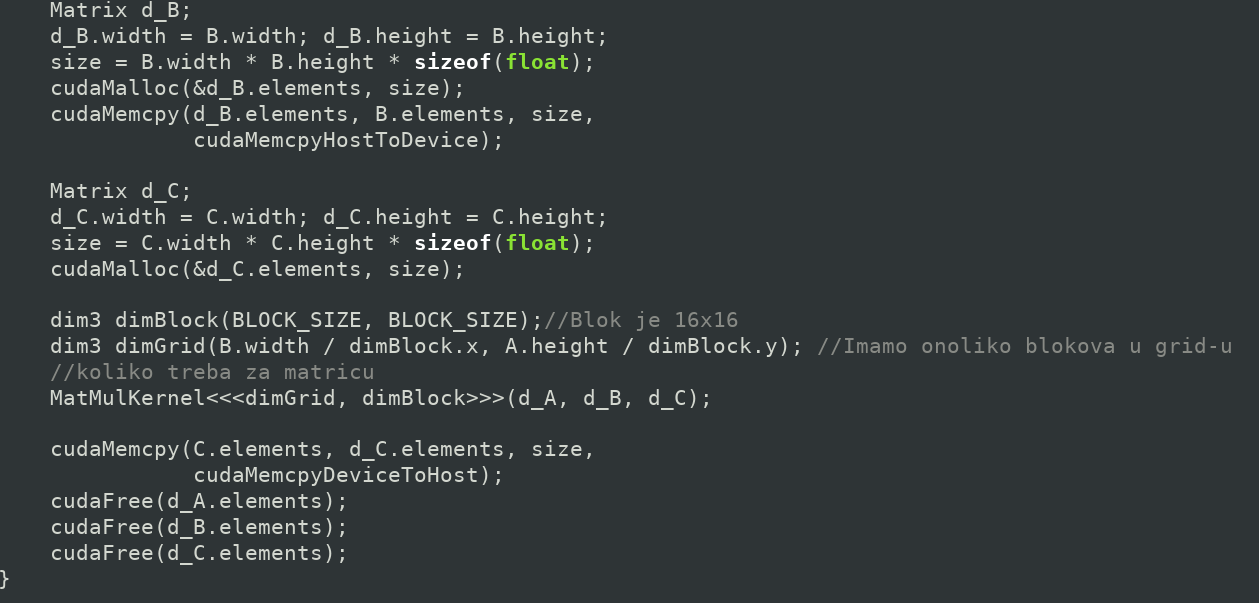 Matrix d_B;
d_B.width = B.width; d_B.height = B.height;
size = B.width * B.height * sizeof(float);
cudaMalloc(&d_B.elements, size);
cudaMemcpy(d_B.elements, B.elements, size,
cudaMemcpyHostToDevice);
Matrix d_C;
d_C.width = C.width; d_C.height = C.height;
size = C.width * C.height * sizeof(float);
cudaMalloc(&d_C.elements, size);
dim3 dimBlock(BLOCK_SIZE, BLOCK_SIZE);//Blok je 16x16
dim3 dimGrid(B.width / dimBlock.x, A.height / dimBlock.y); //Imamo onoliko blokova u grid-u
//koliko treba za matricu
MatMulKernel<<<dimGrid, dimBlock>>>(d_A, d_B, d_C);
cudaMemcpy(C.elements, d_C.elements, size,
cudaMemcpyDeviceToHost);
cudaFree(d_A.elements);
cudaFree(d_B.elements);
cudaFree(d_C.elements);
}